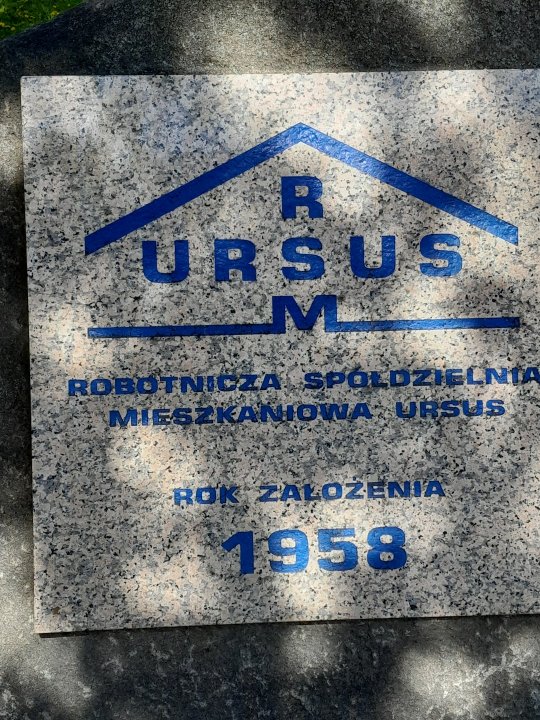 R
URSUS
M
ROBOTNICZA SPÓŁDZIELNIA
MIESZKANIOWA URSUS
ROK ZAŁOŻENIA
1958